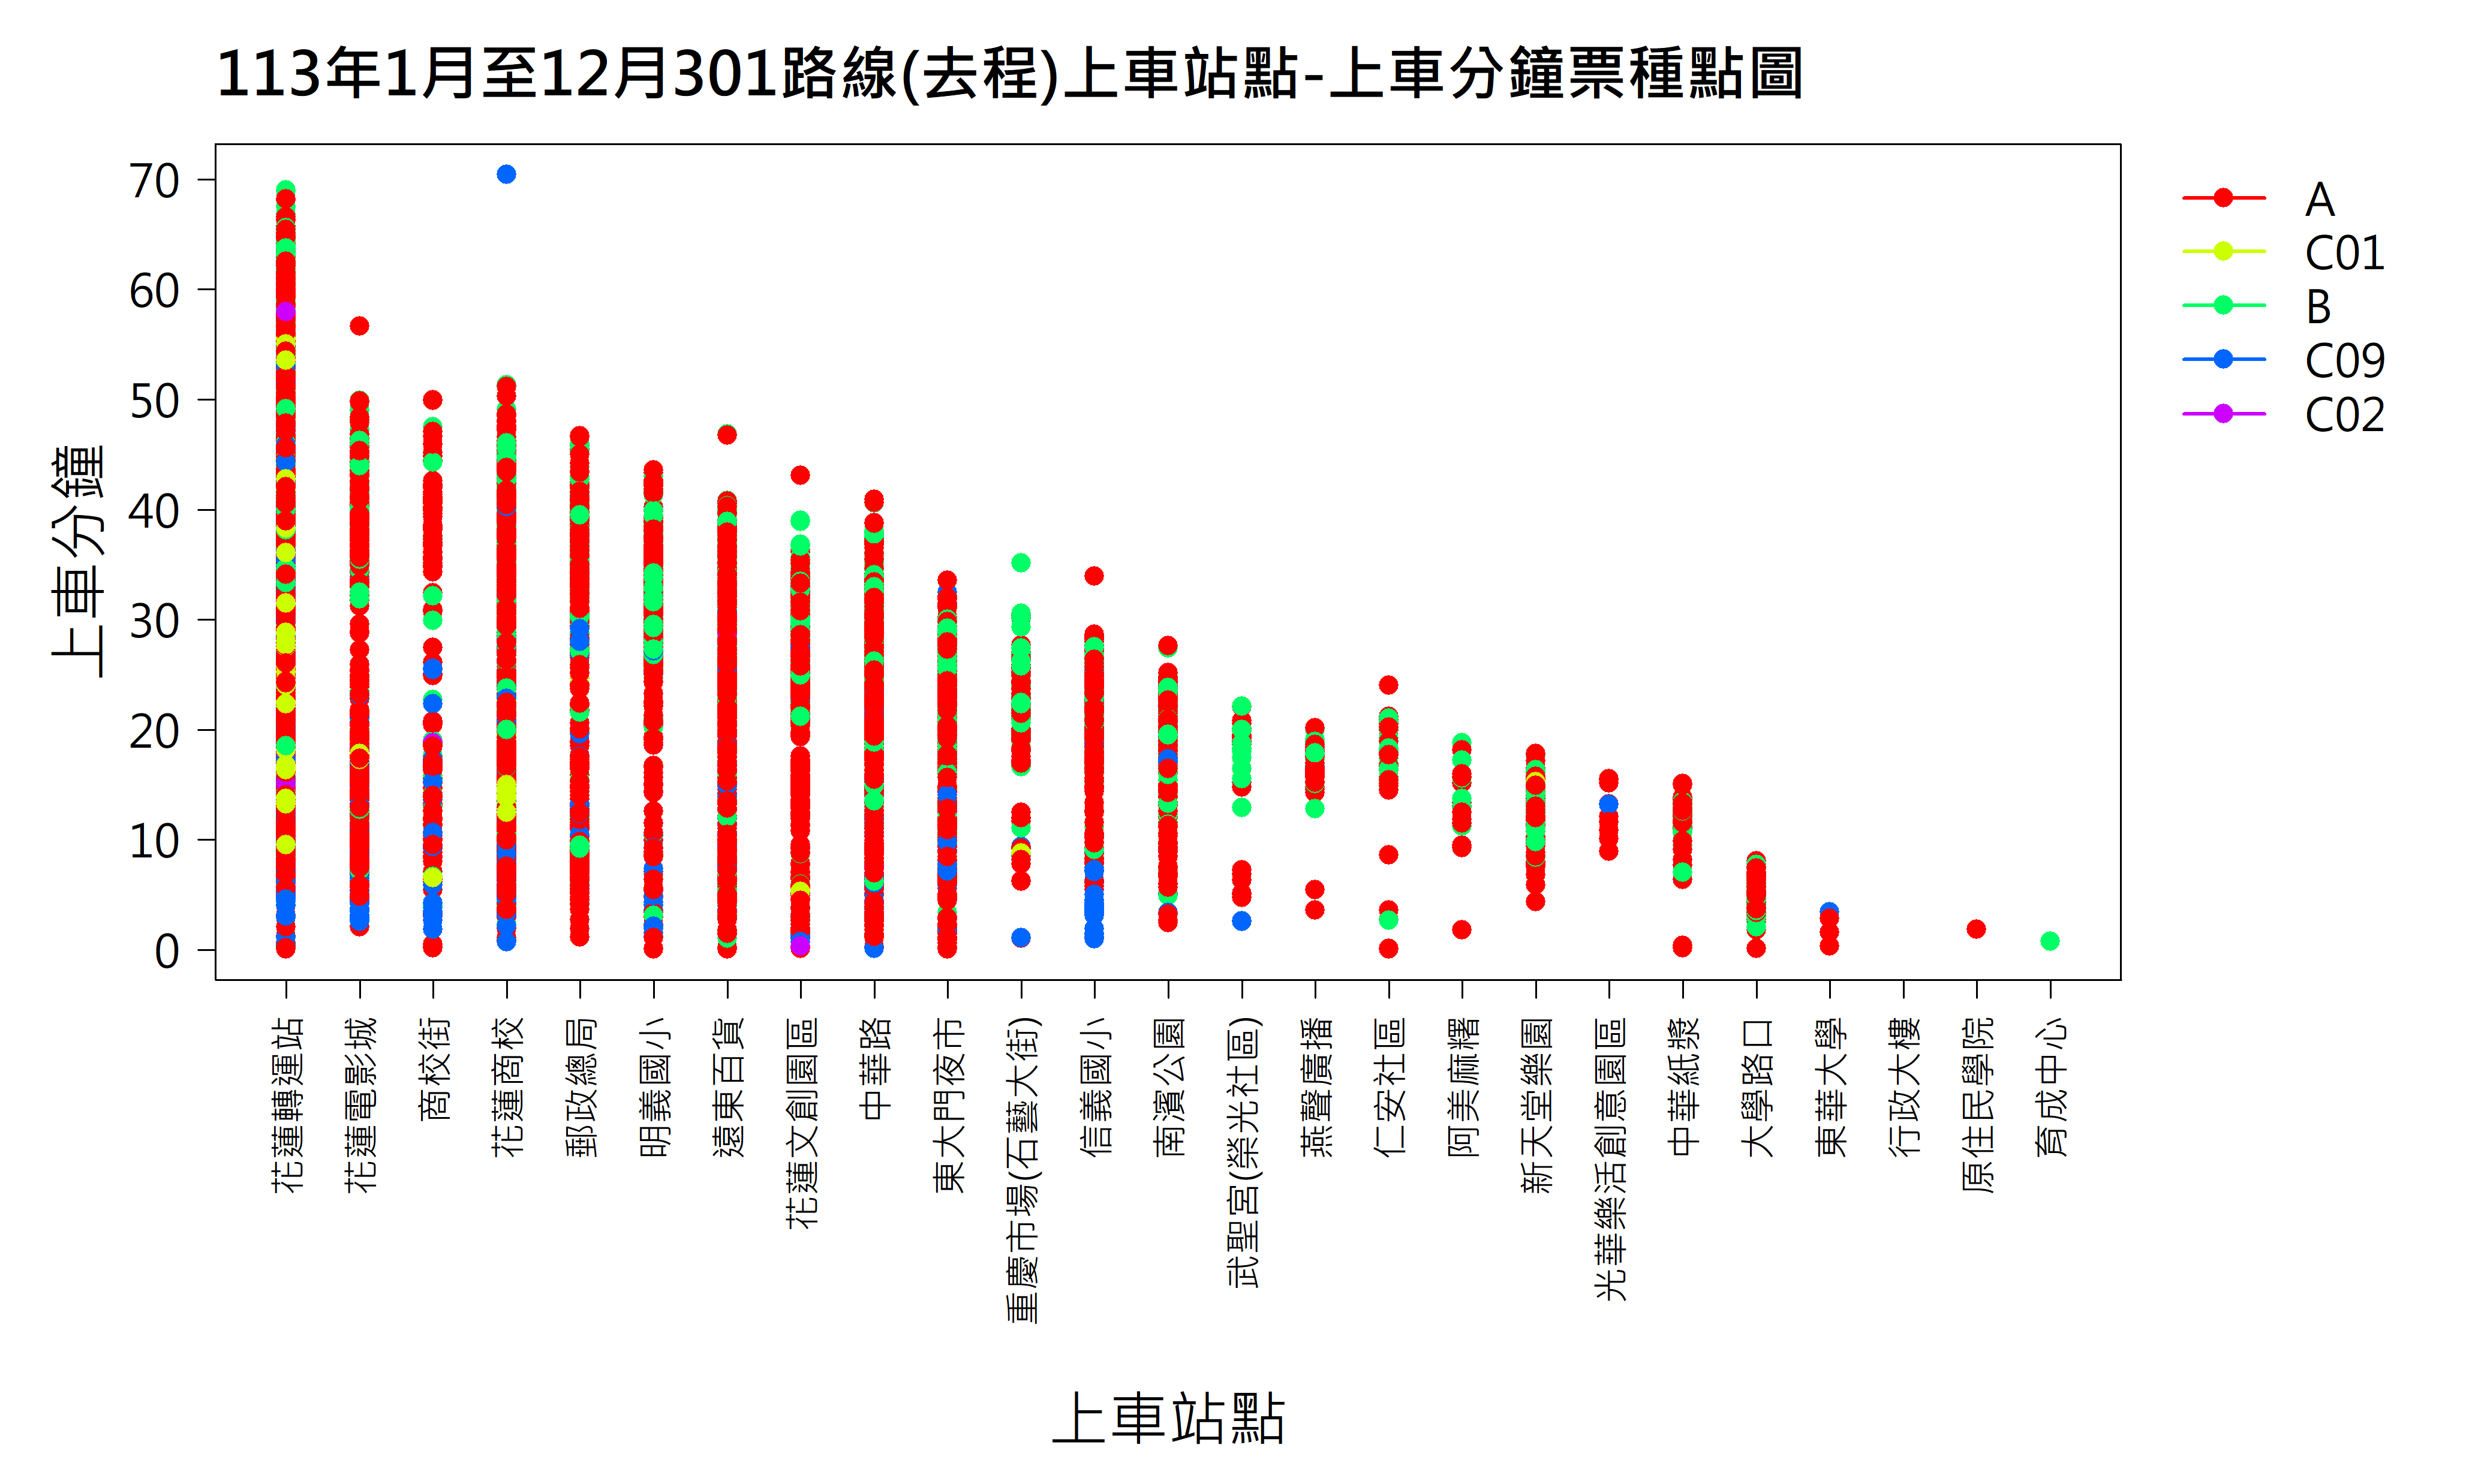 113年1月至12月301路線(去程)上車站點-上車分鐘票種點圖
上車分鐘
70
60
50
40
30
20
10
0
A
C01
B
C09
C02
花蓮轉運站
花蓮電影城
商校街
花蓮商校
郵政總局
明義國小
遠東百貨
花蓮文創園區
中華路
東大門夜市
重慶市場(石藝大街)
信義國小
南濱公園
武聖宮(榮光社區)
燕聲廣播
仁安社區
阿美麻糬
新天堂樂園
光華樂活創意園區
中華紙漿
大學路口
東華大學
行政大樓
原住民學院
育成中心
上車站點